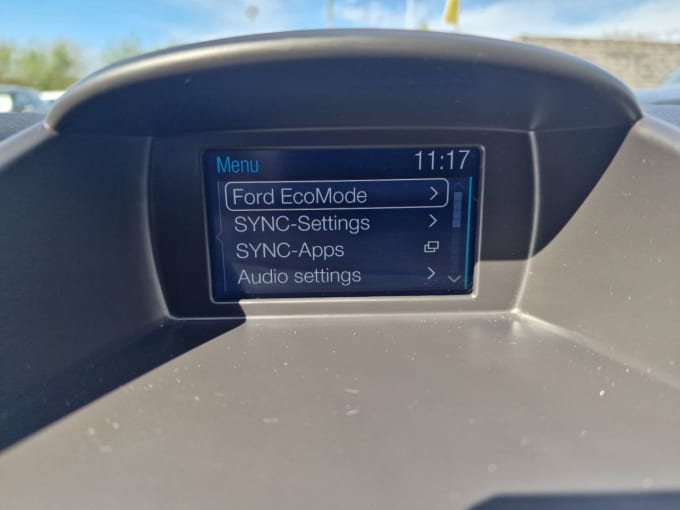 Menu 11:17
Ford EcoMode
SYNC-Settings
SYNC-Apps
Audio settings